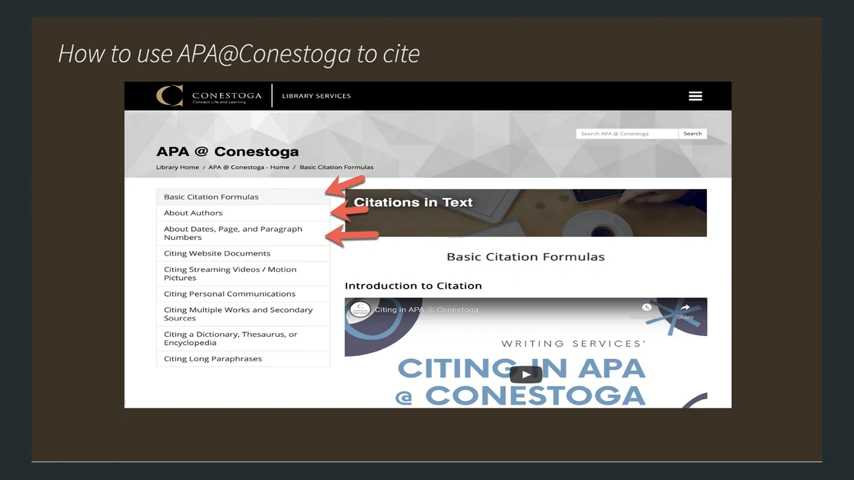 How to use APA@Conestoga to cite
CONESTOGA
Connect Life and Learning
LIBRARY SERVICES
Search APA @ Conestoga
Search
APA @ Conestoga
Library Home / APA @ Conestoga - Home / Basic Citation Formulas
Basic Citation Formulas
About Authors
About Dates, Page, and Paragraph
Numbers
Citing Website Documents
Citing Streaming Videos / Motion
Pictures
Citing Personal Communications
Citing Multiple Works and Secondary
Sources
Citing a Dictionary, Thesaurus, or
Encyclopedia
Citing Long Paraphrases
Citations in Text
Basic Citation Formulas
Introduction to Citation
Citing in APA @ Conestoga
WRITING SERVICES'
CITING IN APA
@ CONESTOGA